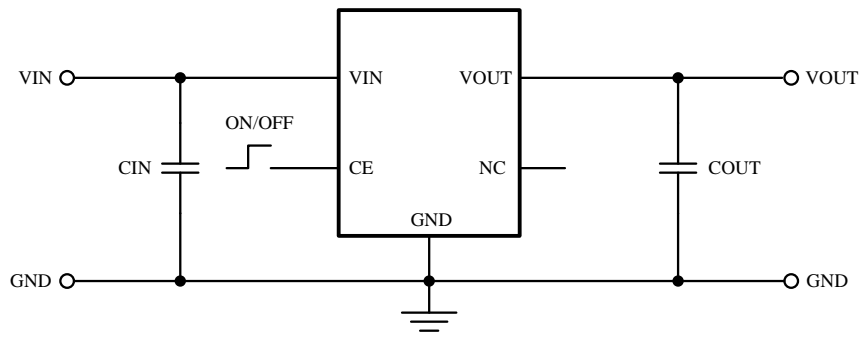 VIN VIN VOUT VOUT
ON/OFF
CIN CE NC COUT
GND
GND GND